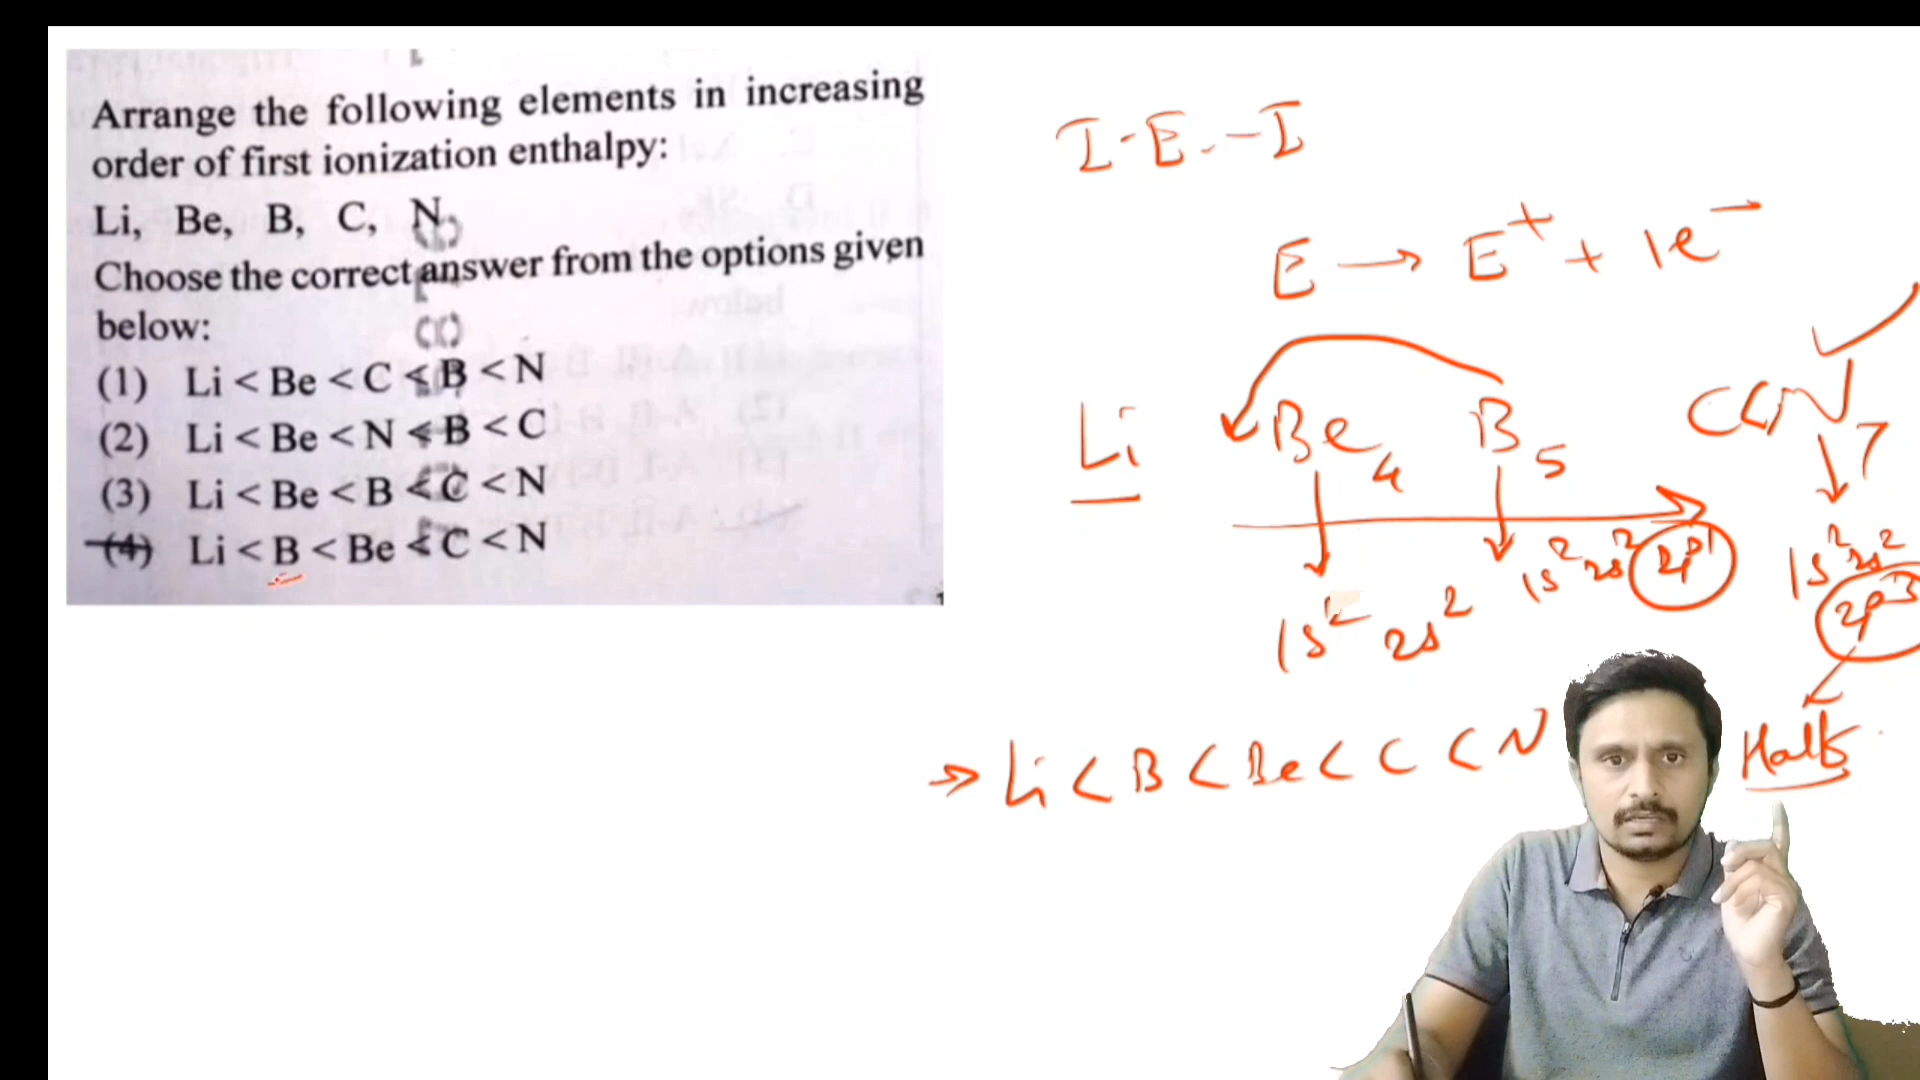 Arrange the following elements in increasing
order of first ionization enthalpy:
Li, Be, B, C, N
Choose the correct answer from the options given
below:
(1) Li < Be < C < B < N
(2) Li < Be < N < B < C
(3) Li < Be < B < C < N
(4) Li < B < Be < C < N
I.E.-I
E → E⁺ + 1e⁻
Li Be₄ B₅ C < N₇
1s² 2s² 1s² 2s² 2p¹ 1s² 2s² 2p³
Half
→ Li < B < Be < C < N